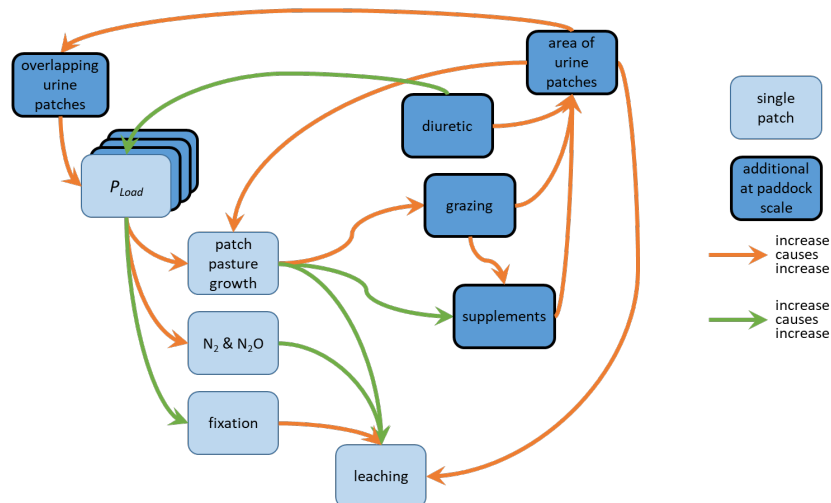 overlapping
urine
patches
area of
urine
patches
diuretic
P_Load
grazing
patch
pasture
growth
supplements
N₂ & N₂O
fixation
leaching
single
patch
additional
at paddock
scale
increase
causes
increase
increase
causes
increase